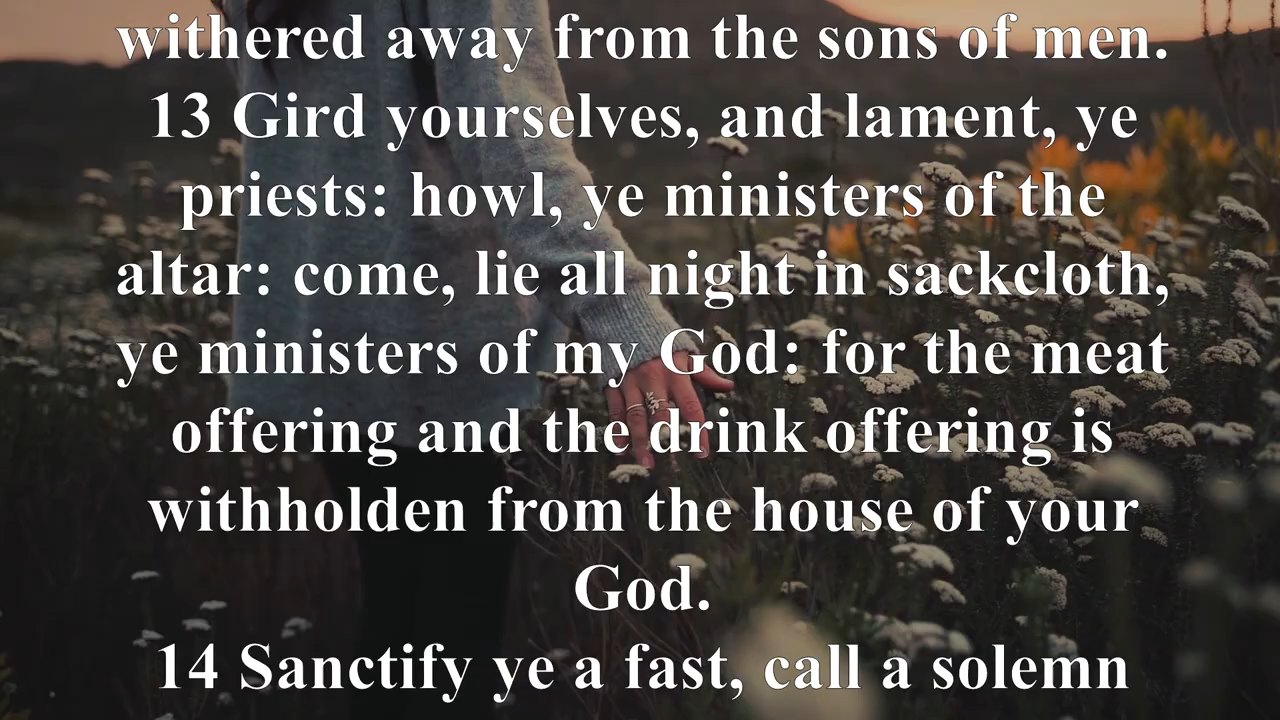 withered away from the sons of men.
13 Gird yourselves, and lament, ye
priests: howl, ye ministers of the
altar: come, lie all night in sackcloth,
ye ministers of my God: for the meat
offering and the drink offering is
withholden from the house of your
God.
14 Sanctify ye a fast, call a solemn